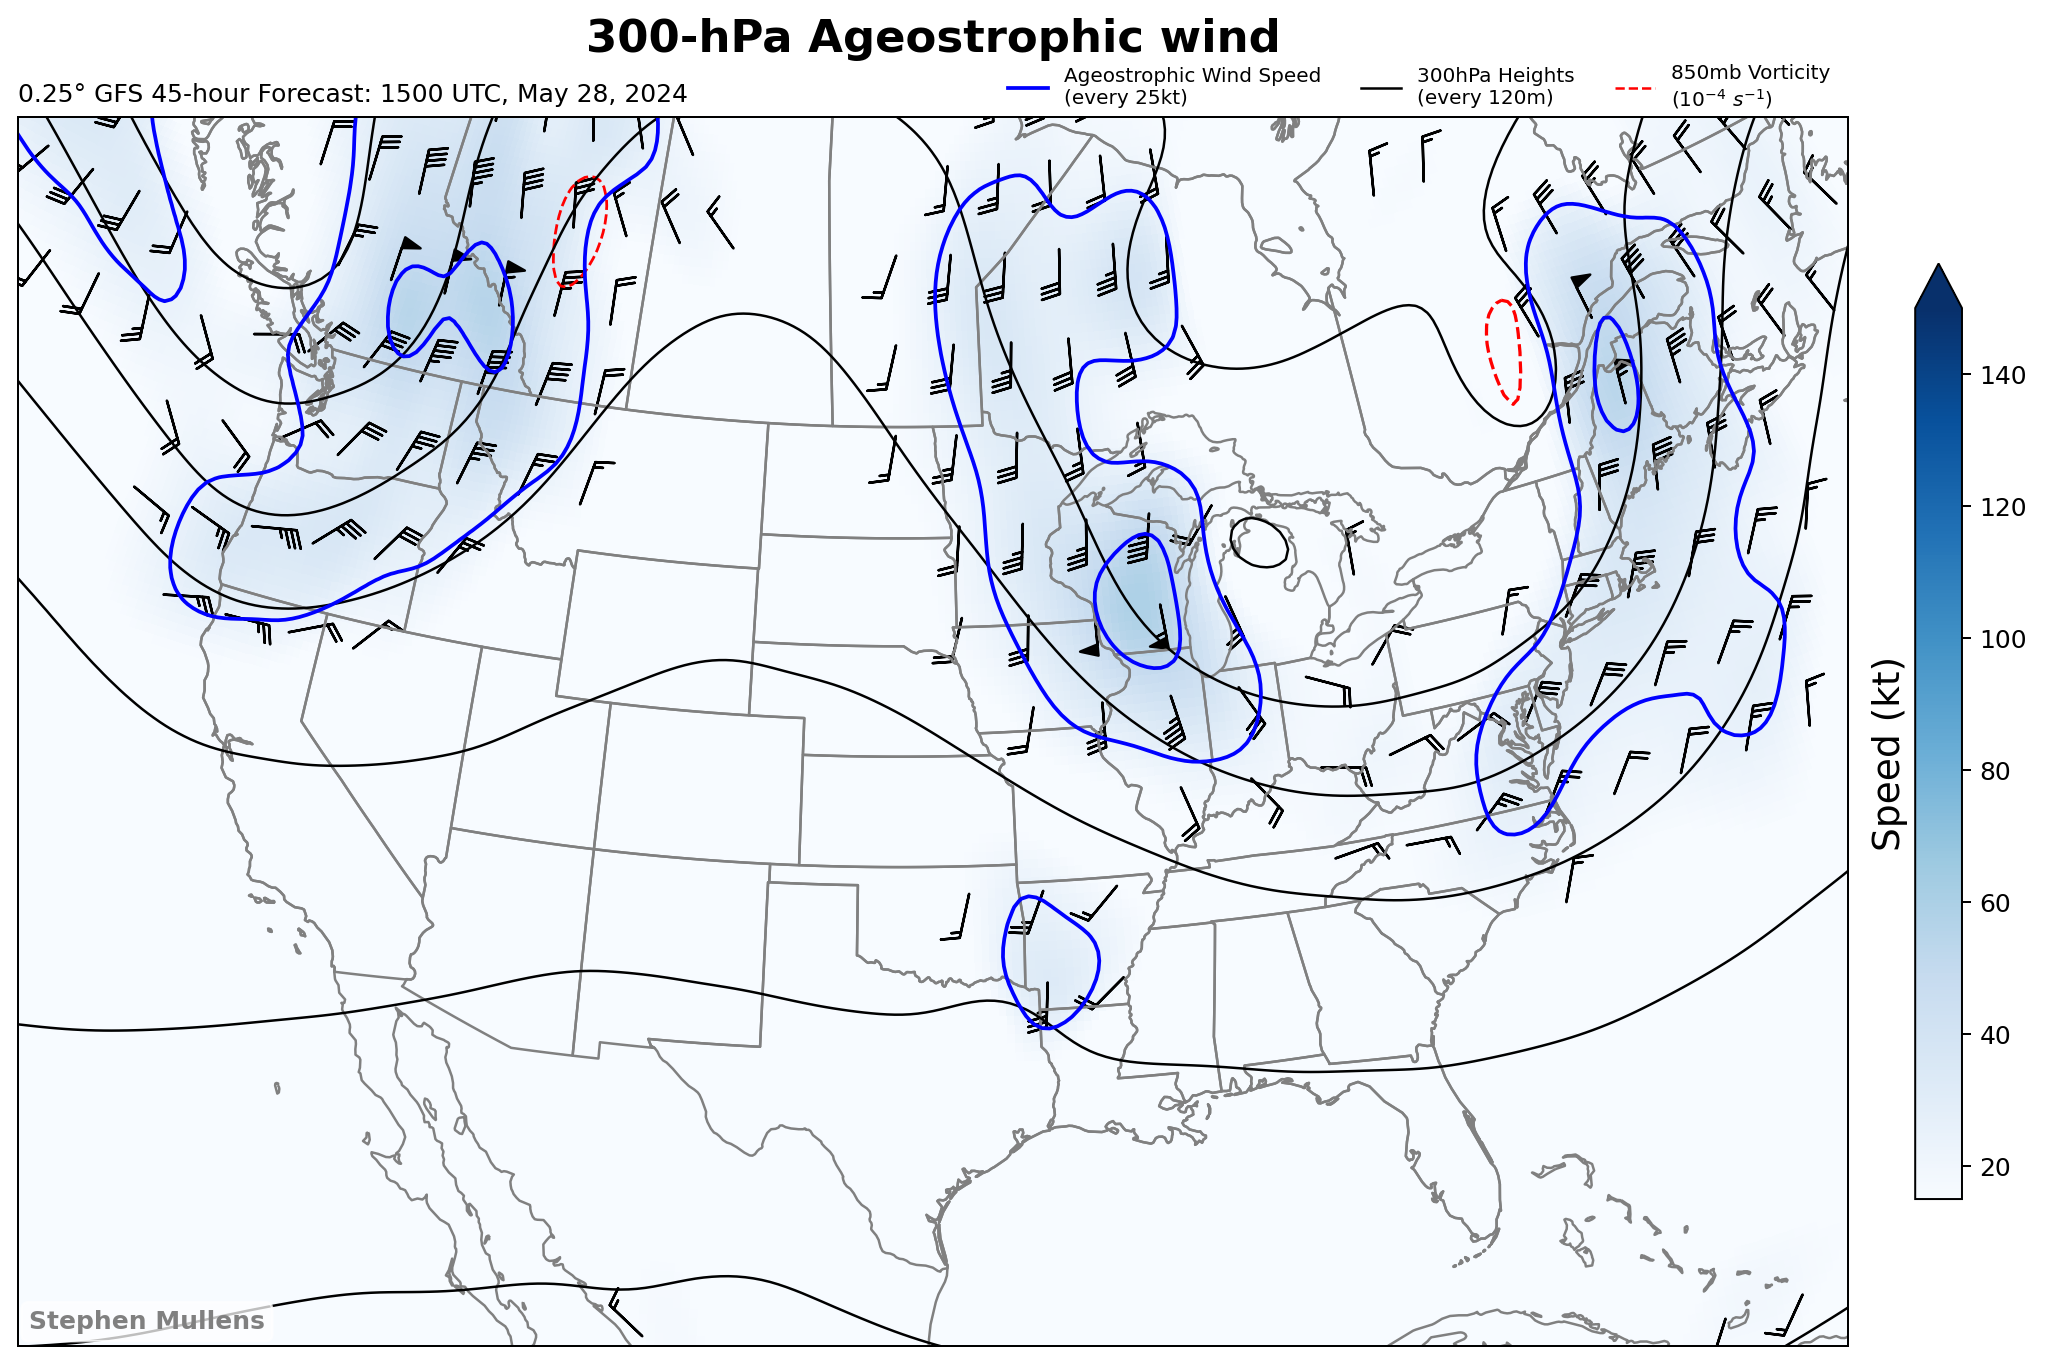 300-hPa Ageostrophic wind
0.25° GFS 45-hour Forecast: 1500 UTC, May 28, 2024
Ageostrophic Wind Speed
(every 25kt)
300hPa Heights
(every 120m)
850mb Vorticity
(10⁻⁴ s⁻¹)
140
120
100
80
60
40
20
Speed (kt)
Stephen Mullens